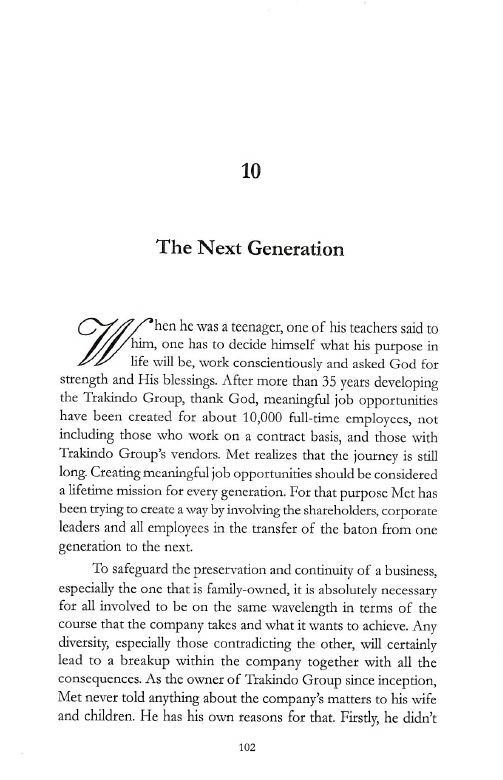 10
The Next Generation
When he was a teenager, one of his teachers said to
him, one has to decide himself what his purpose in
life will be, work conscientiously and asked God for
strength and His blessings. After more than 35 years developing
the Trakindo Group, thank God, meaningful job opportunities
have been created for about 10,000 full-time employees, not
including those who work on a contract basis, and those with
Trakindo Group's vendors. Met realizes that the journey is still
long. Creating meaningful job opportunities should be considered
a lifetime mission for every generation. For that purpose Met has
been trying to create a way by involving the shareholders, corporate
leaders and all employees in the transfer of the baton from one
generation to the next.
To safeguard the preservation and continuity of a business,
especially the one that is family-owned, it is absolutely necessary
for all involved to be on the same wavelength in terms of the
course that the company takes and what it wants to achieve. Any
diversity, especially those contradicting the other, will certainly
lead to a breakup within the company together with all the
consequences. As the owner of Trakindo Group since inception,
Met never told anything about the company's matters to his wife
and children. He has his own reasons for that. Firstly, he didn't
102